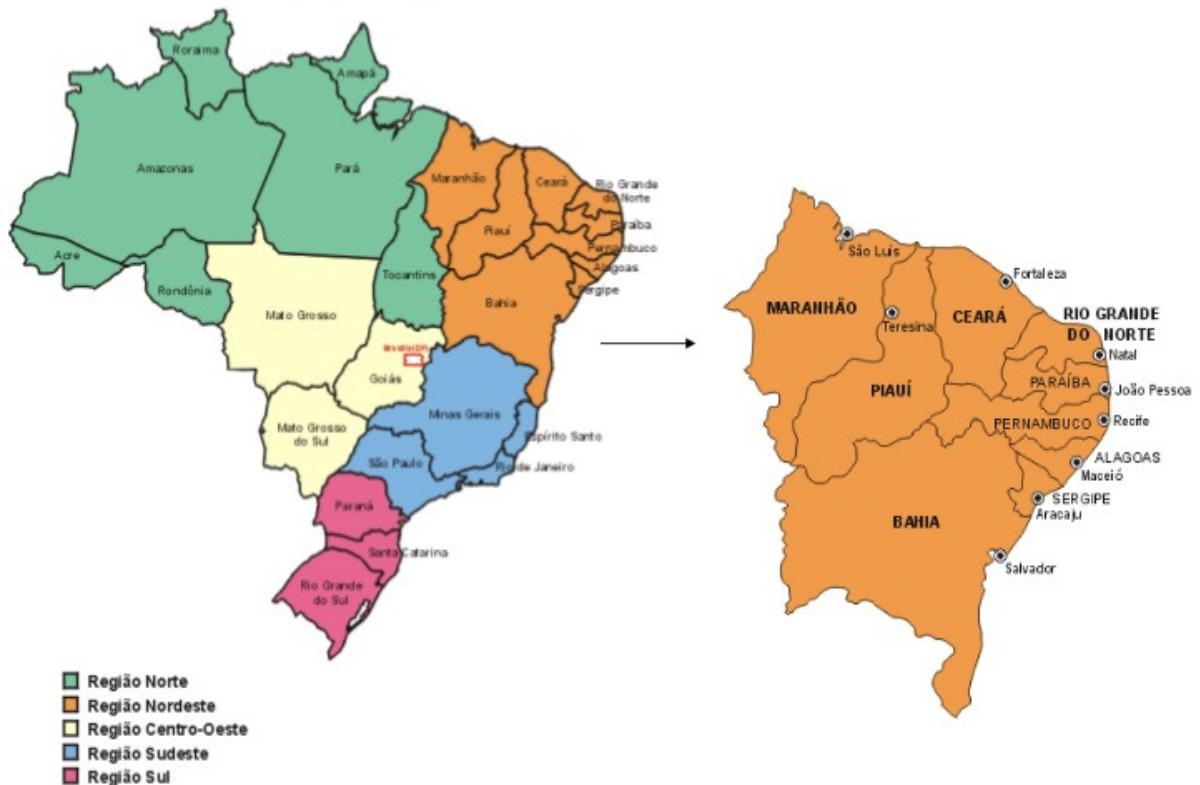 Roraima
Amapá
Amazonas
Pará
Maranhão
Ceará
Rio Grande
do Norte
Piauí
Paraíba
Pernambuco
Acre
Alagoas
Tocantins
Sergipe
Rondônia
Bahia
Mato Grosso
Brasília(DF)
Goiás
Minas Gerais
Mato Grosso
do Sul
Espírito Santo
São Paulo
Rio de Janeiro
Paraná
Santa Catarina
Rio Grande
do Sul
Região Norte
Região Nordeste
Região Centro-Oeste
Região Sudeste
Região Sul
São Luís
Fortaleza
MARANHÃO
Teresina
CEARÁ
RIO GRANDE
DO NORTE
Natal
PIAUÍ
PARAÍBA
João Pessoa
PERNAMBUCO
Recife
ALAGOAS
Maceió
SERGIPE
Aracaju
BAHIA
Salvador